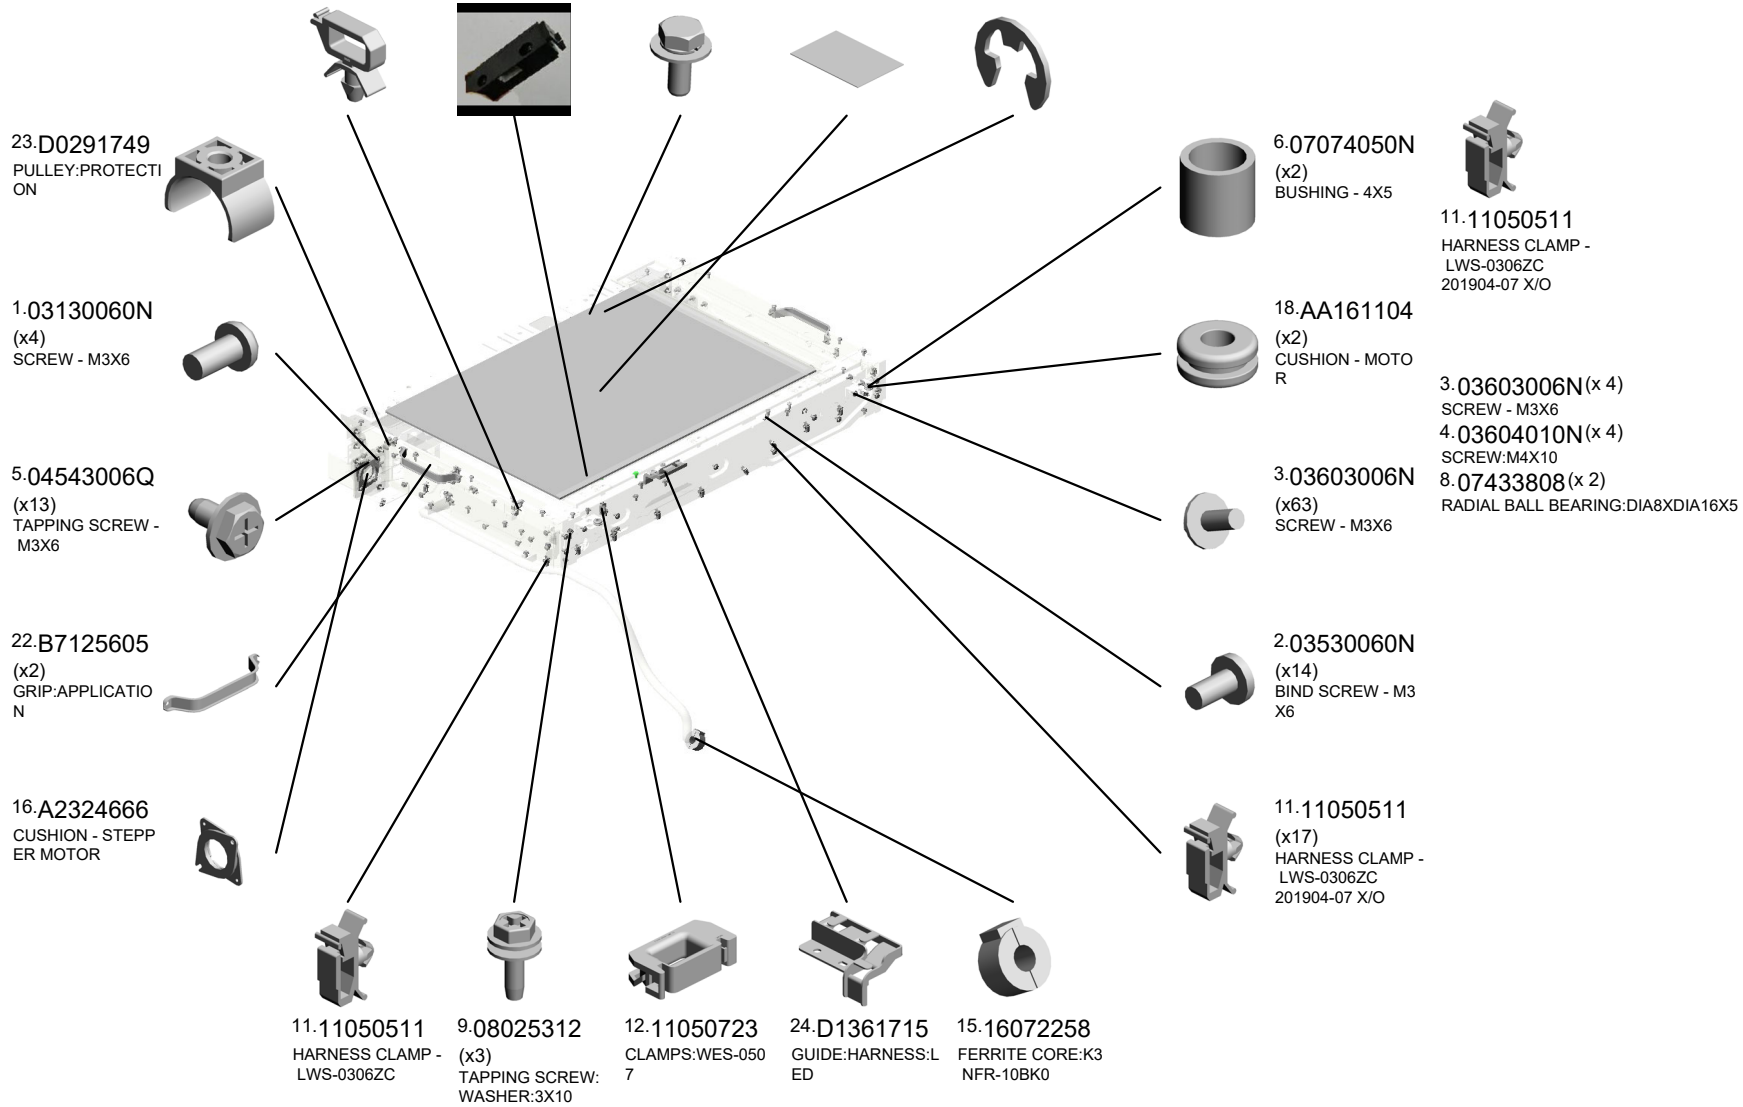 23.D0291749
PULLEY:PROTECTI
ON
1.03130060N
(x4)
SCREW - M3X6
5.04543006Q
(x13)
TAPPING SCREW -
M3X6
22.B7125605
(x2)
GRIP:APPLICATIO
N
16.A2324666
CUSHION - STEPP
ER MOTOR
6.07074050N
(x2)
BUSHING - 4X5
11.11050511
HARNESS CLAMP -
LWS-0306ZC
201904-07 X/O
18.AA161104
(x2)
CUSHION - MOTO
R
3.03603006N(x 4)
SCREW - M3X6
4.03604010N(x 4)
SCREW:M4X10
8.07433808(x 2)
RADIAL BALL BEARING:DIA8XDIA16X5
3.03603006N
(x63)
SCREW - M3X6
2.03530060N
(x14)
BIND SCREW - M3
X6
11.11050511
(x17)
HARNESS CLAMP -
LWS-0306ZC
201904-07 X/O
11.11050511
HARNESS CLAMP -
LWS-0306ZC
9.08025312
(x3)
TAPPING SCREW:
WASHER:3X10
12.11050723
CLAMPS:WES-050
7
24.D1361715
GUIDE:HARNESS:L
ED
15.16072258
FERRITE CORE:K3
NFR-10BK0